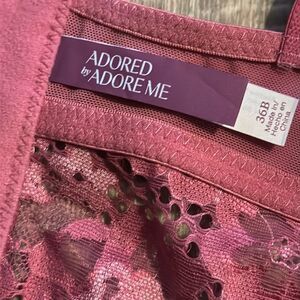 ADORED
by ADORE ME
36B
Made in/
Hecho en
China